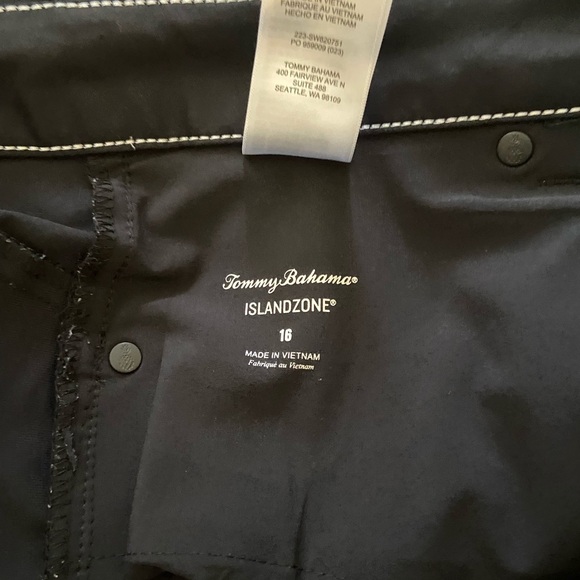 FABRIQUÉ AU VIETNAM
HECHO EN VIETNAM
223-SW820751
PO 959009 (023)
TOMMY BAHAMA
400 FAIRVIEW AVE N
SUITE 488
SEATTLE, WA 98109
Tommy Bahama®
ISLANDZONE®
16
MADE IN VIETNAM
Fabriqué au Vietnam